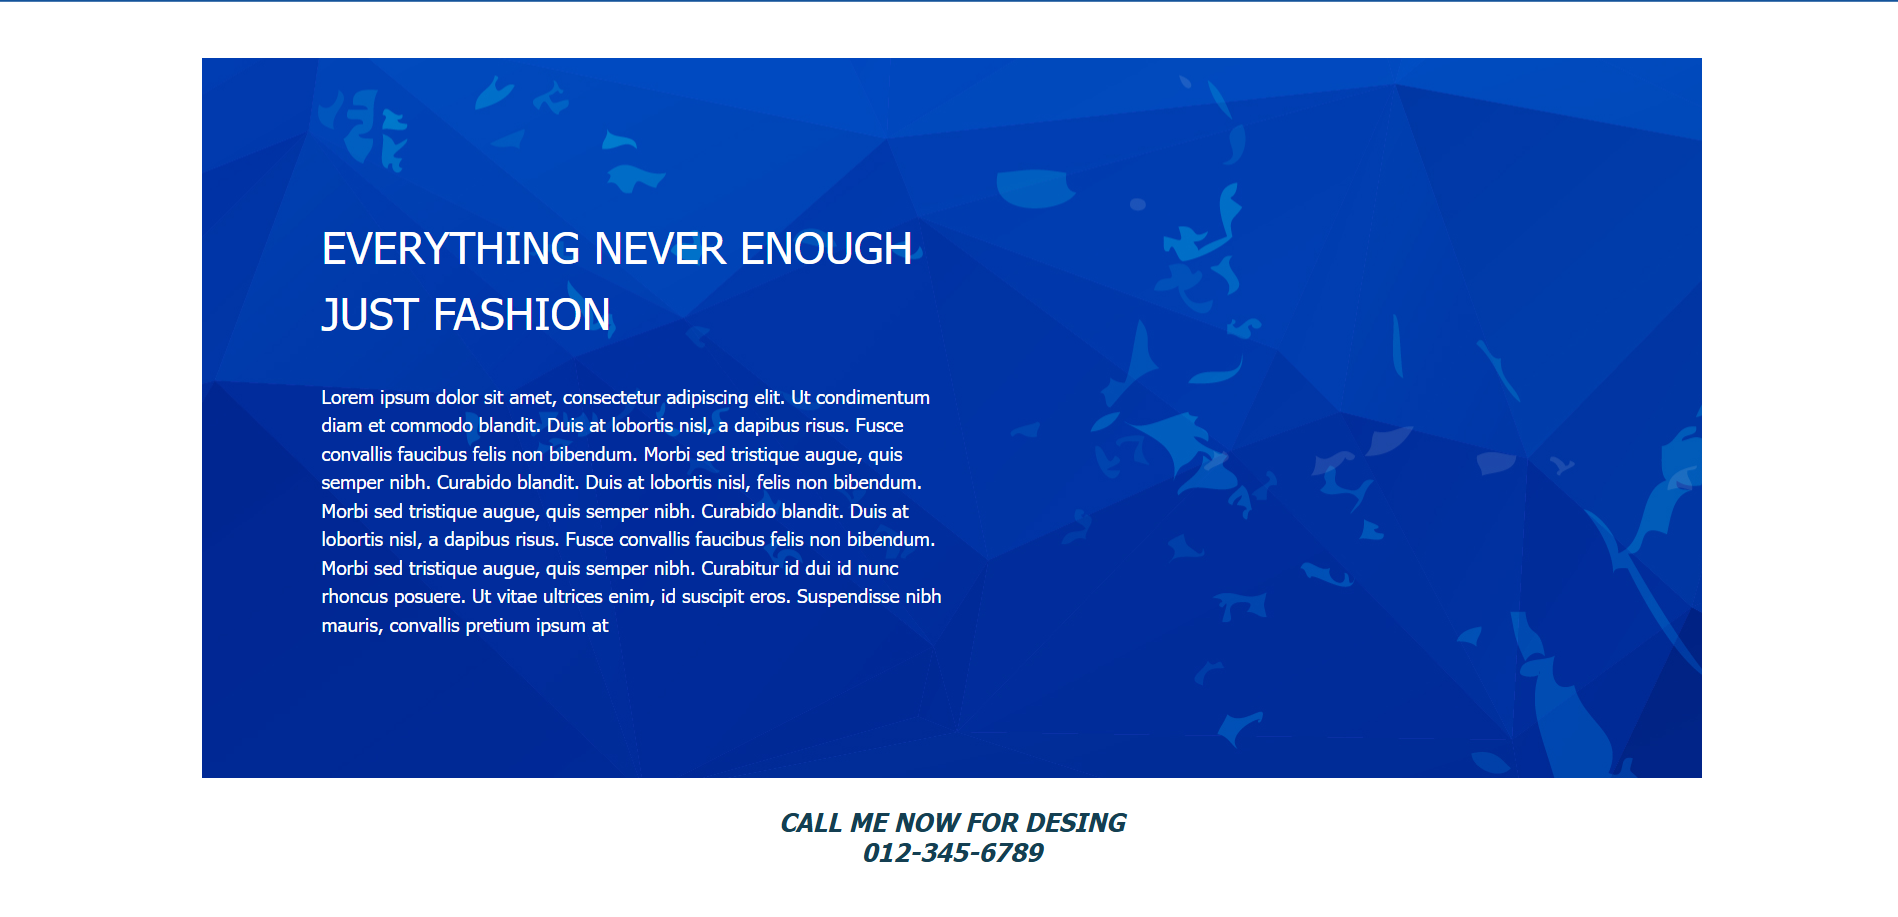 EVERYTHING NEVER ENOUGH
JUST FASHION
Lorem ipsum dolor sit amet, consectetur adipiscing elit. Ut condimentum
diam et commodo blandit. Duis at lobortis nisl, a dapibus risus. Fusce
convallis faucibus felis non bibendum. Morbi sed tristique augue, quis
semper nibh. Curabido blandit. Duis at lobortis nisl, felis non bibendum.
Morbi sed tristique augue, quis semper nibh. Curabido blandit. Duis at
lobortis nisl, a dapibus risus. Fusce convallis faucibus felis non bibendum.
Morbi sed tristique augue, quis semper nibh. Curabitur id dui id nunc
rhoncus posuere. Ut vitae ultrices enim, id suscipit eros. Suspendisse nibh
mauris, convallis pretium ipsum at
CALL ME NOW FOR DESING
012-345-6789